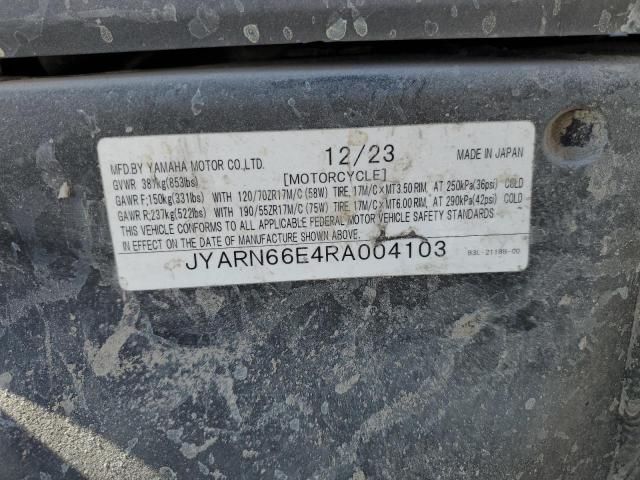 MFD.BY YAMAHA MOTOR CO.,LTD. 12/23 MADE IN JAPAN
GVWR 387kg(853lbs) [MOTORCYCLE]
GAWR F:150kg(331lbs) WITH 120/70ZR17M/C (58W) TIRE, 17M/C×MT3.50 RIM, AT 250kPa(36psi) COLD
GAWR R:237kg(522lbs) WITH 190/55ZR17M/C (75W) TIRE, 17M/C×MT6.00 RIM, AT 290kPa(42psi) COLD
THIS VEHICLE CONFORMS TO ALL APPLICABLE FEDERAL MOTOR VEHICLE SAFETY STANDARDS
IN EFFECT ON THE DATE OF MANUFACTURE SHOWN ABOVE.
JYARN66E4RA004103 B3L-2118B-00